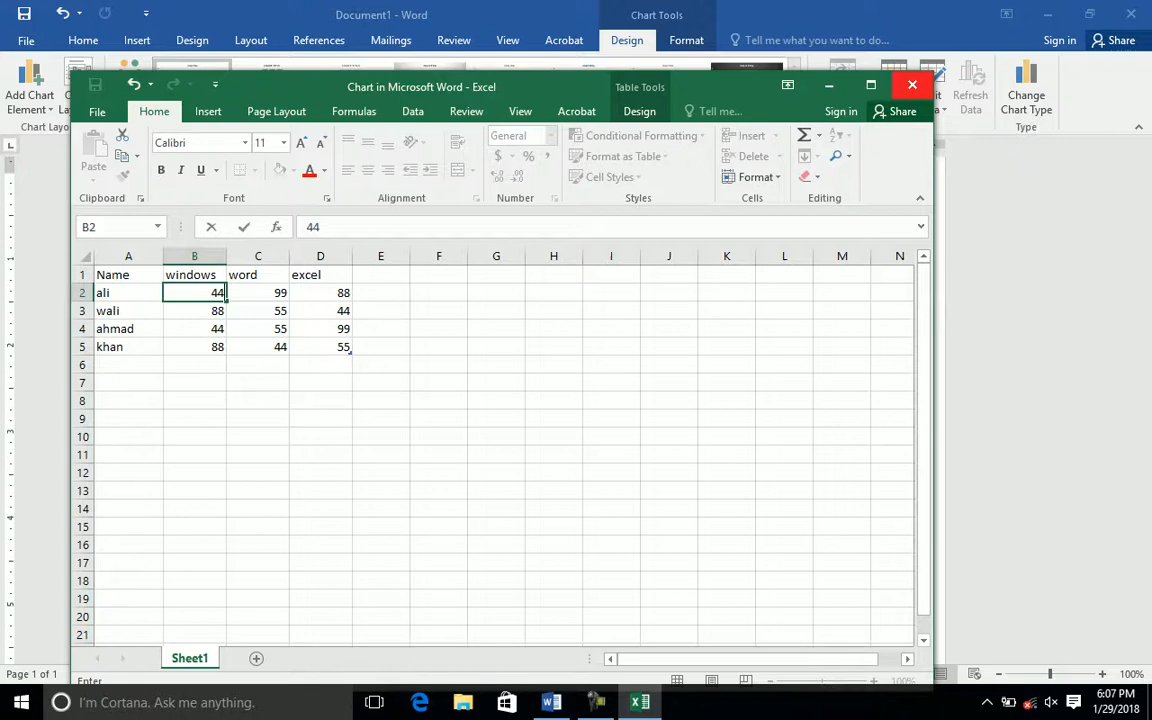 Document1 - Word
Chart Tools
File Home Insert Design Layout References Mailings Review View Acrobat Design Format Tell me what you want to do... Sign in Share
Add Chart
Element
Chart Layo
Refresh
Data
Change
Chart Type
Type
Chart in Microsoft Word - Excel
Table Tools
File Home Insert Page Layout Formulas Data Review View Acrobat Design Tell me... Sign in Share
Paste
Clipboard
Calibri 11
B I U A
Font
Alignment
General
$ %
Number
Conditional Formatting
Format as Table
Cell Styles
Styles
Insert
Delete
Format
Cells
Editing
B2 fx 44
A B C D E F G H I J K L M N
1 Name windows word excel
2 ali 44 99 88
3 wali 88 55 44
4 ahmad 44 55 99
5 khan 88 44 55
6
7
8
9
10
11
12
13
14
15
16
17
18
19
20
21
Sheet1
Enter 100%
Page 1 of 1 100%
I'm Cortana. Ask me anything.
6:07 PM
1/29/2018